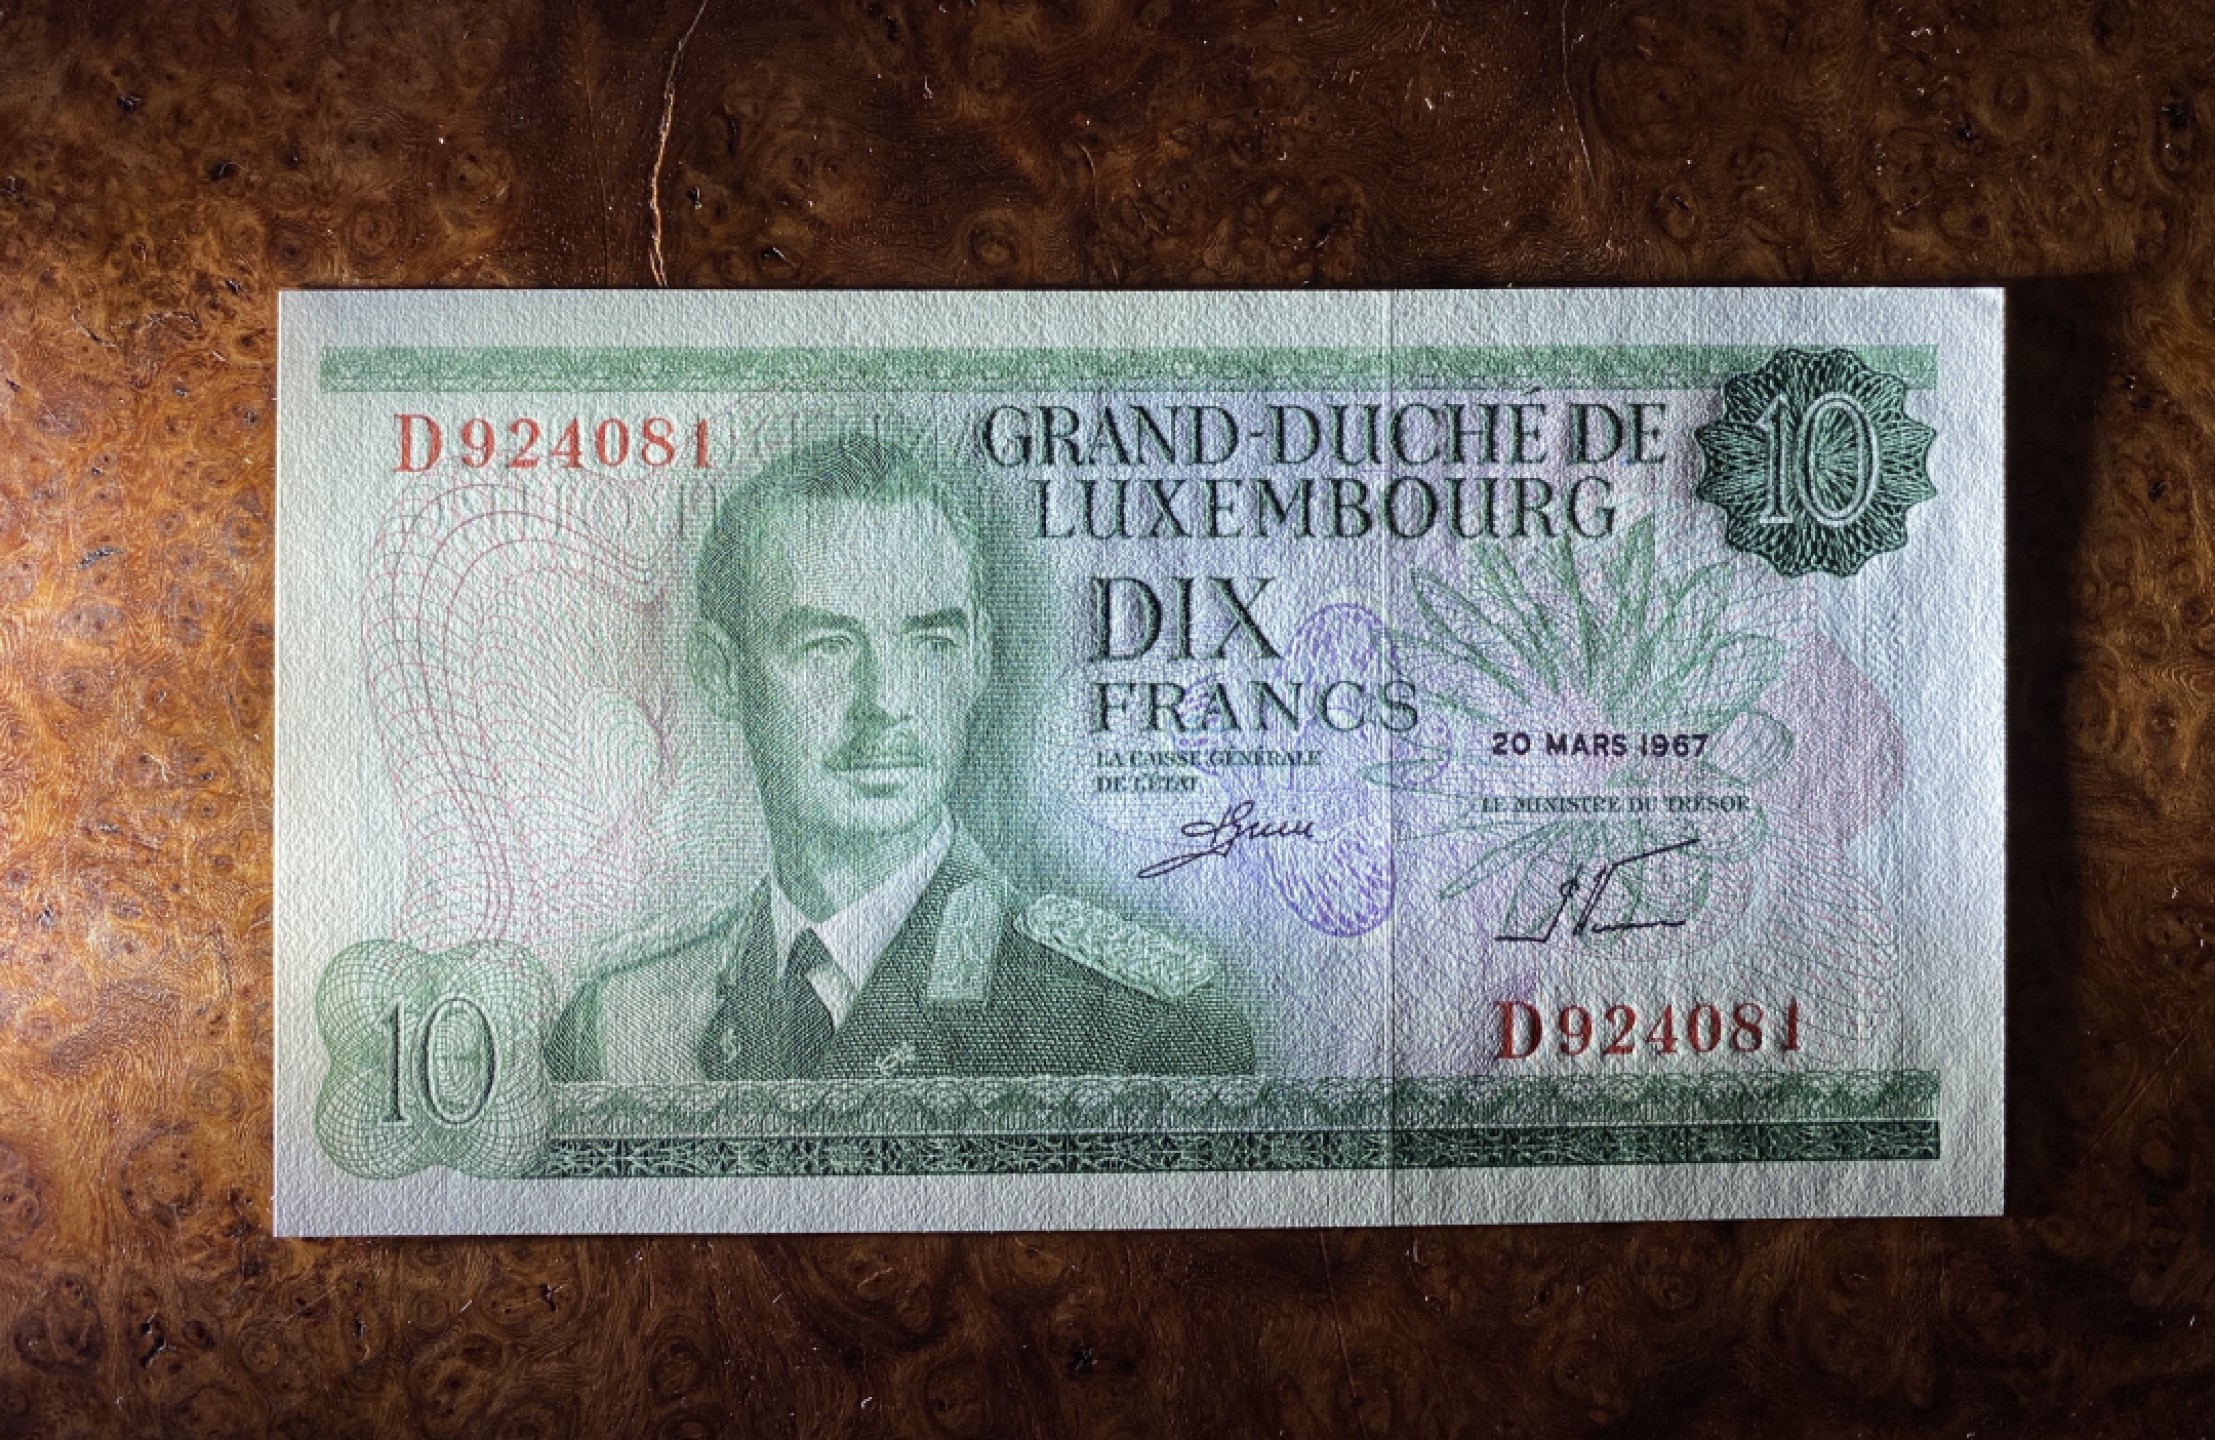 D924081
GRAND-DUCHÉ DE
LUXEMBOURG
10
DIX
FRANCS
LA CAISSE GÉNÉRALE
DE L'ÉTAT
20 MARS 1967
LE MINISTRE DU TRÉSOR
D924081
10